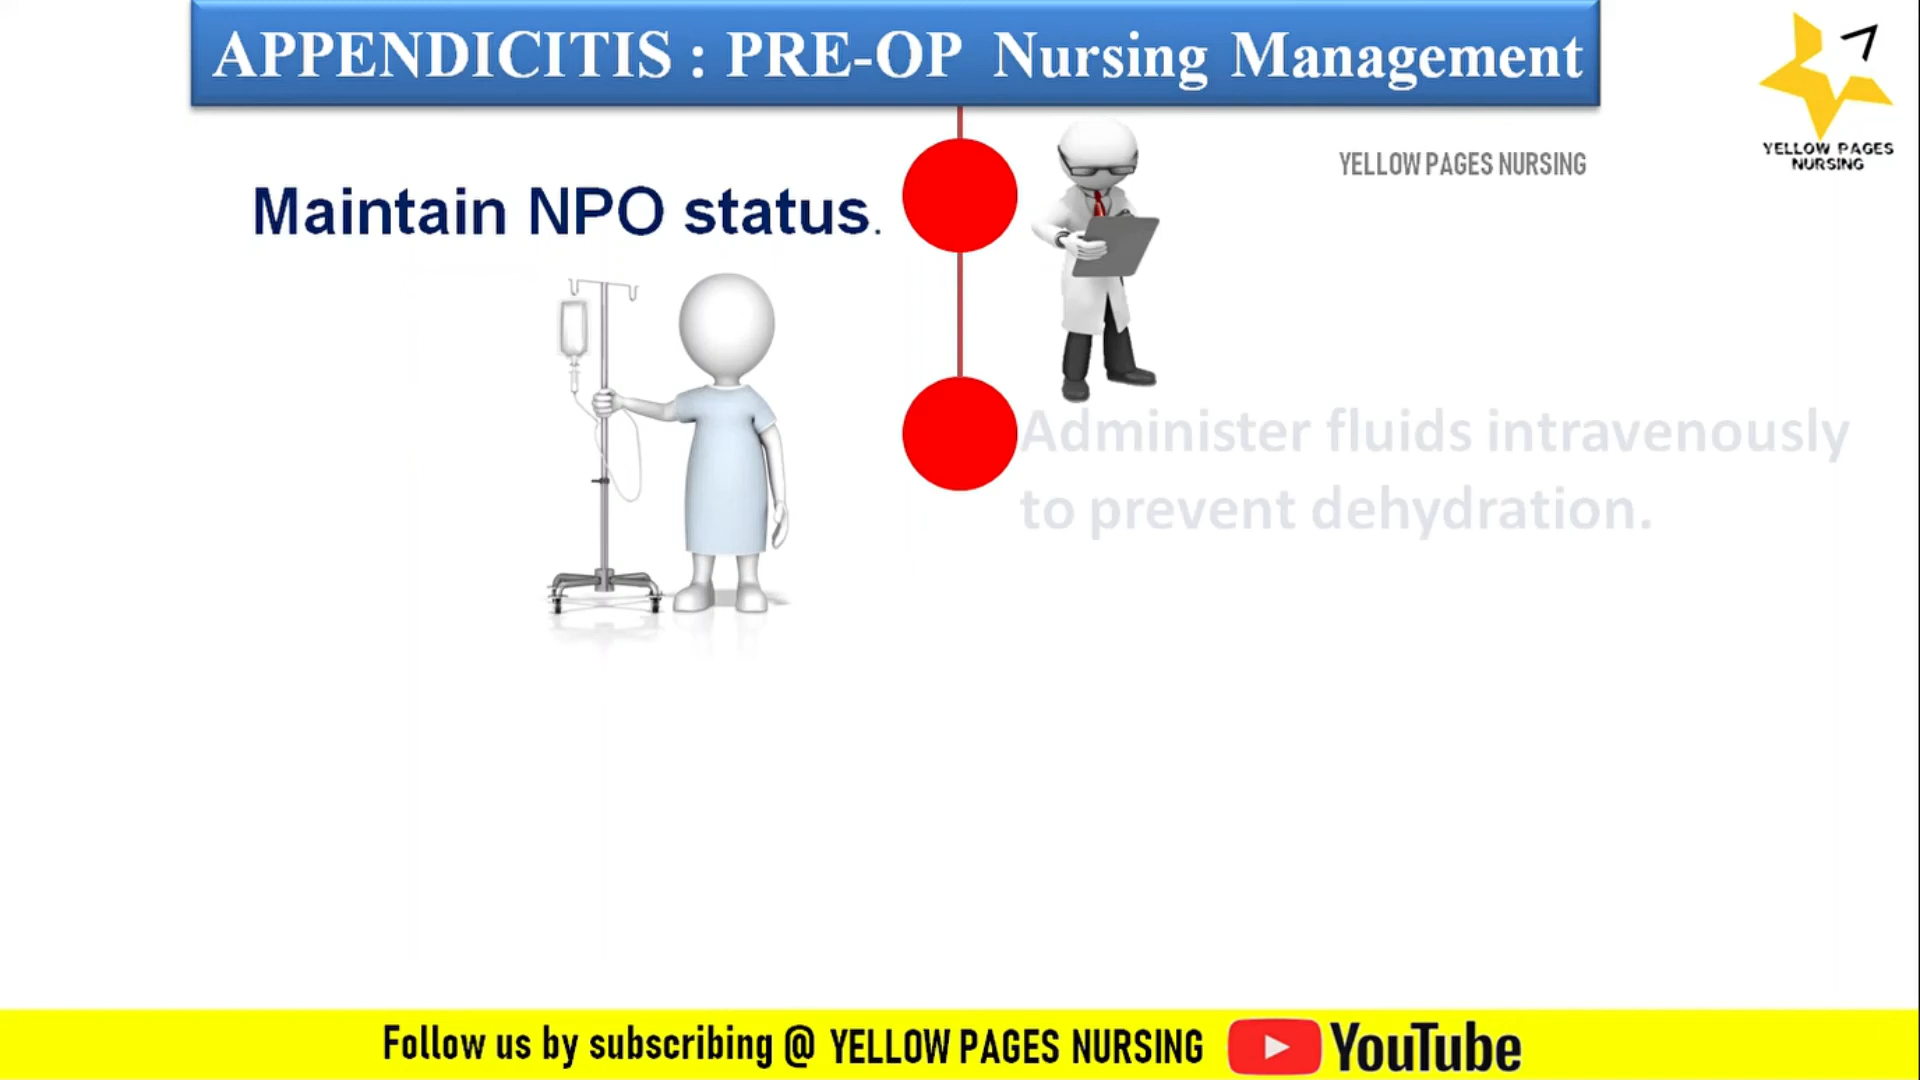 APPENDICITIS : PRE-OP Nursing Management
YELLOW PAGES
NURSING
YELLOW PAGES NURSING
Maintain NPO status.
Administer fluids intravenously
to prevent dehydration.
Follow us by subscribing @ YELLOW PAGES NURSING YouTube